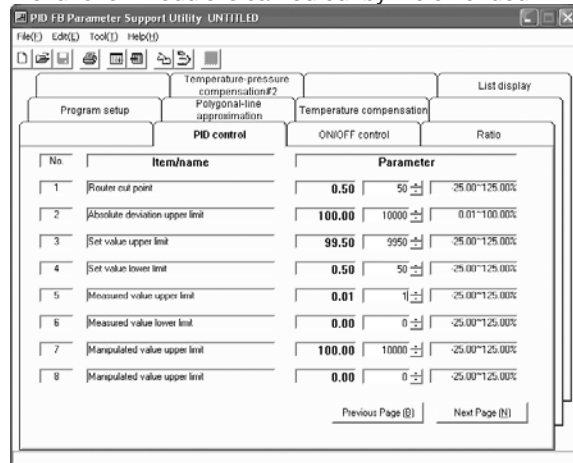 PID FB Parameter Support Utility UNTITLED
File(F) Edit(E) Tool(T) Help(H)
Temperature-pressure compensation#2
List display
Program setup
Polygonal-line approximation
Temperature compensation
PID control
ON/OFF control
Ratio
No. Item/name Parameter
1 Router cut point 0.50 50 -25.00~125.00%
2 Absolute deviation upper limit 100.00 10000 0.01~100.00%
3 Set value upper limit 99.50 9950 -25.00~125.00%
4 Set value lower limit 0.50 50 -25.00~125.00%
5 Measured value upper limit 0.01 1 -25.00~125.00%
6 Measured value lower limit 0.00 0 -25.00~125.00%
7 Manipulated value upper limit 100.00 10000 -25.00~125.00%
8 Manipulated value upper limit 0.00 0 -25.00~125.00%
Previous Page (B) Next Page (N)